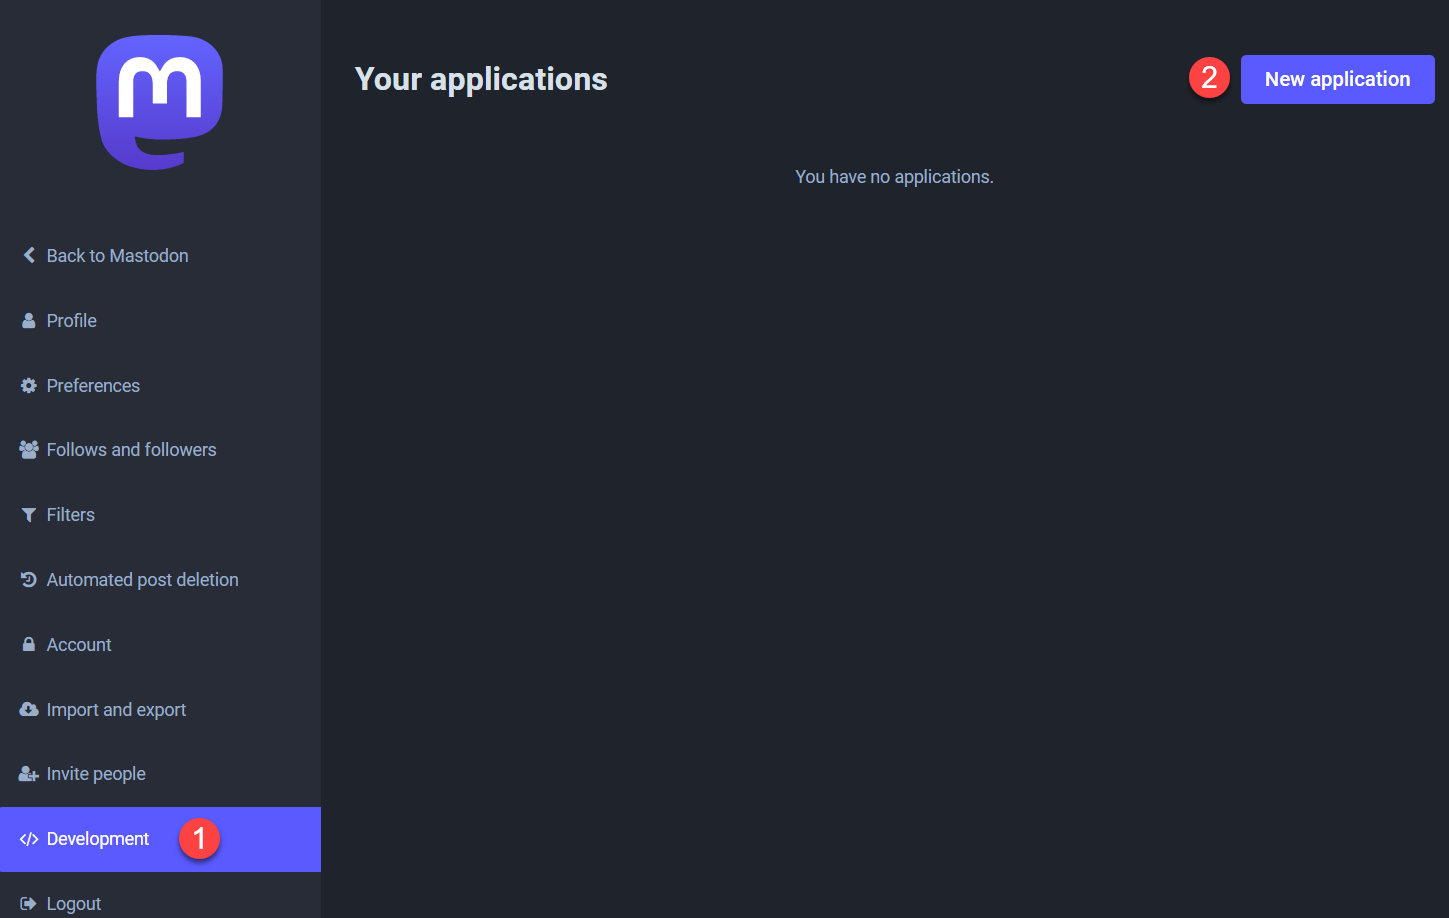 Your applications
2
New application
You have no applications.
Back to Mastodon
Profile
Preferences
Follows and followers
Filters
Automated post deletion
Account
Import and export
Invite people
Development
1
Logout